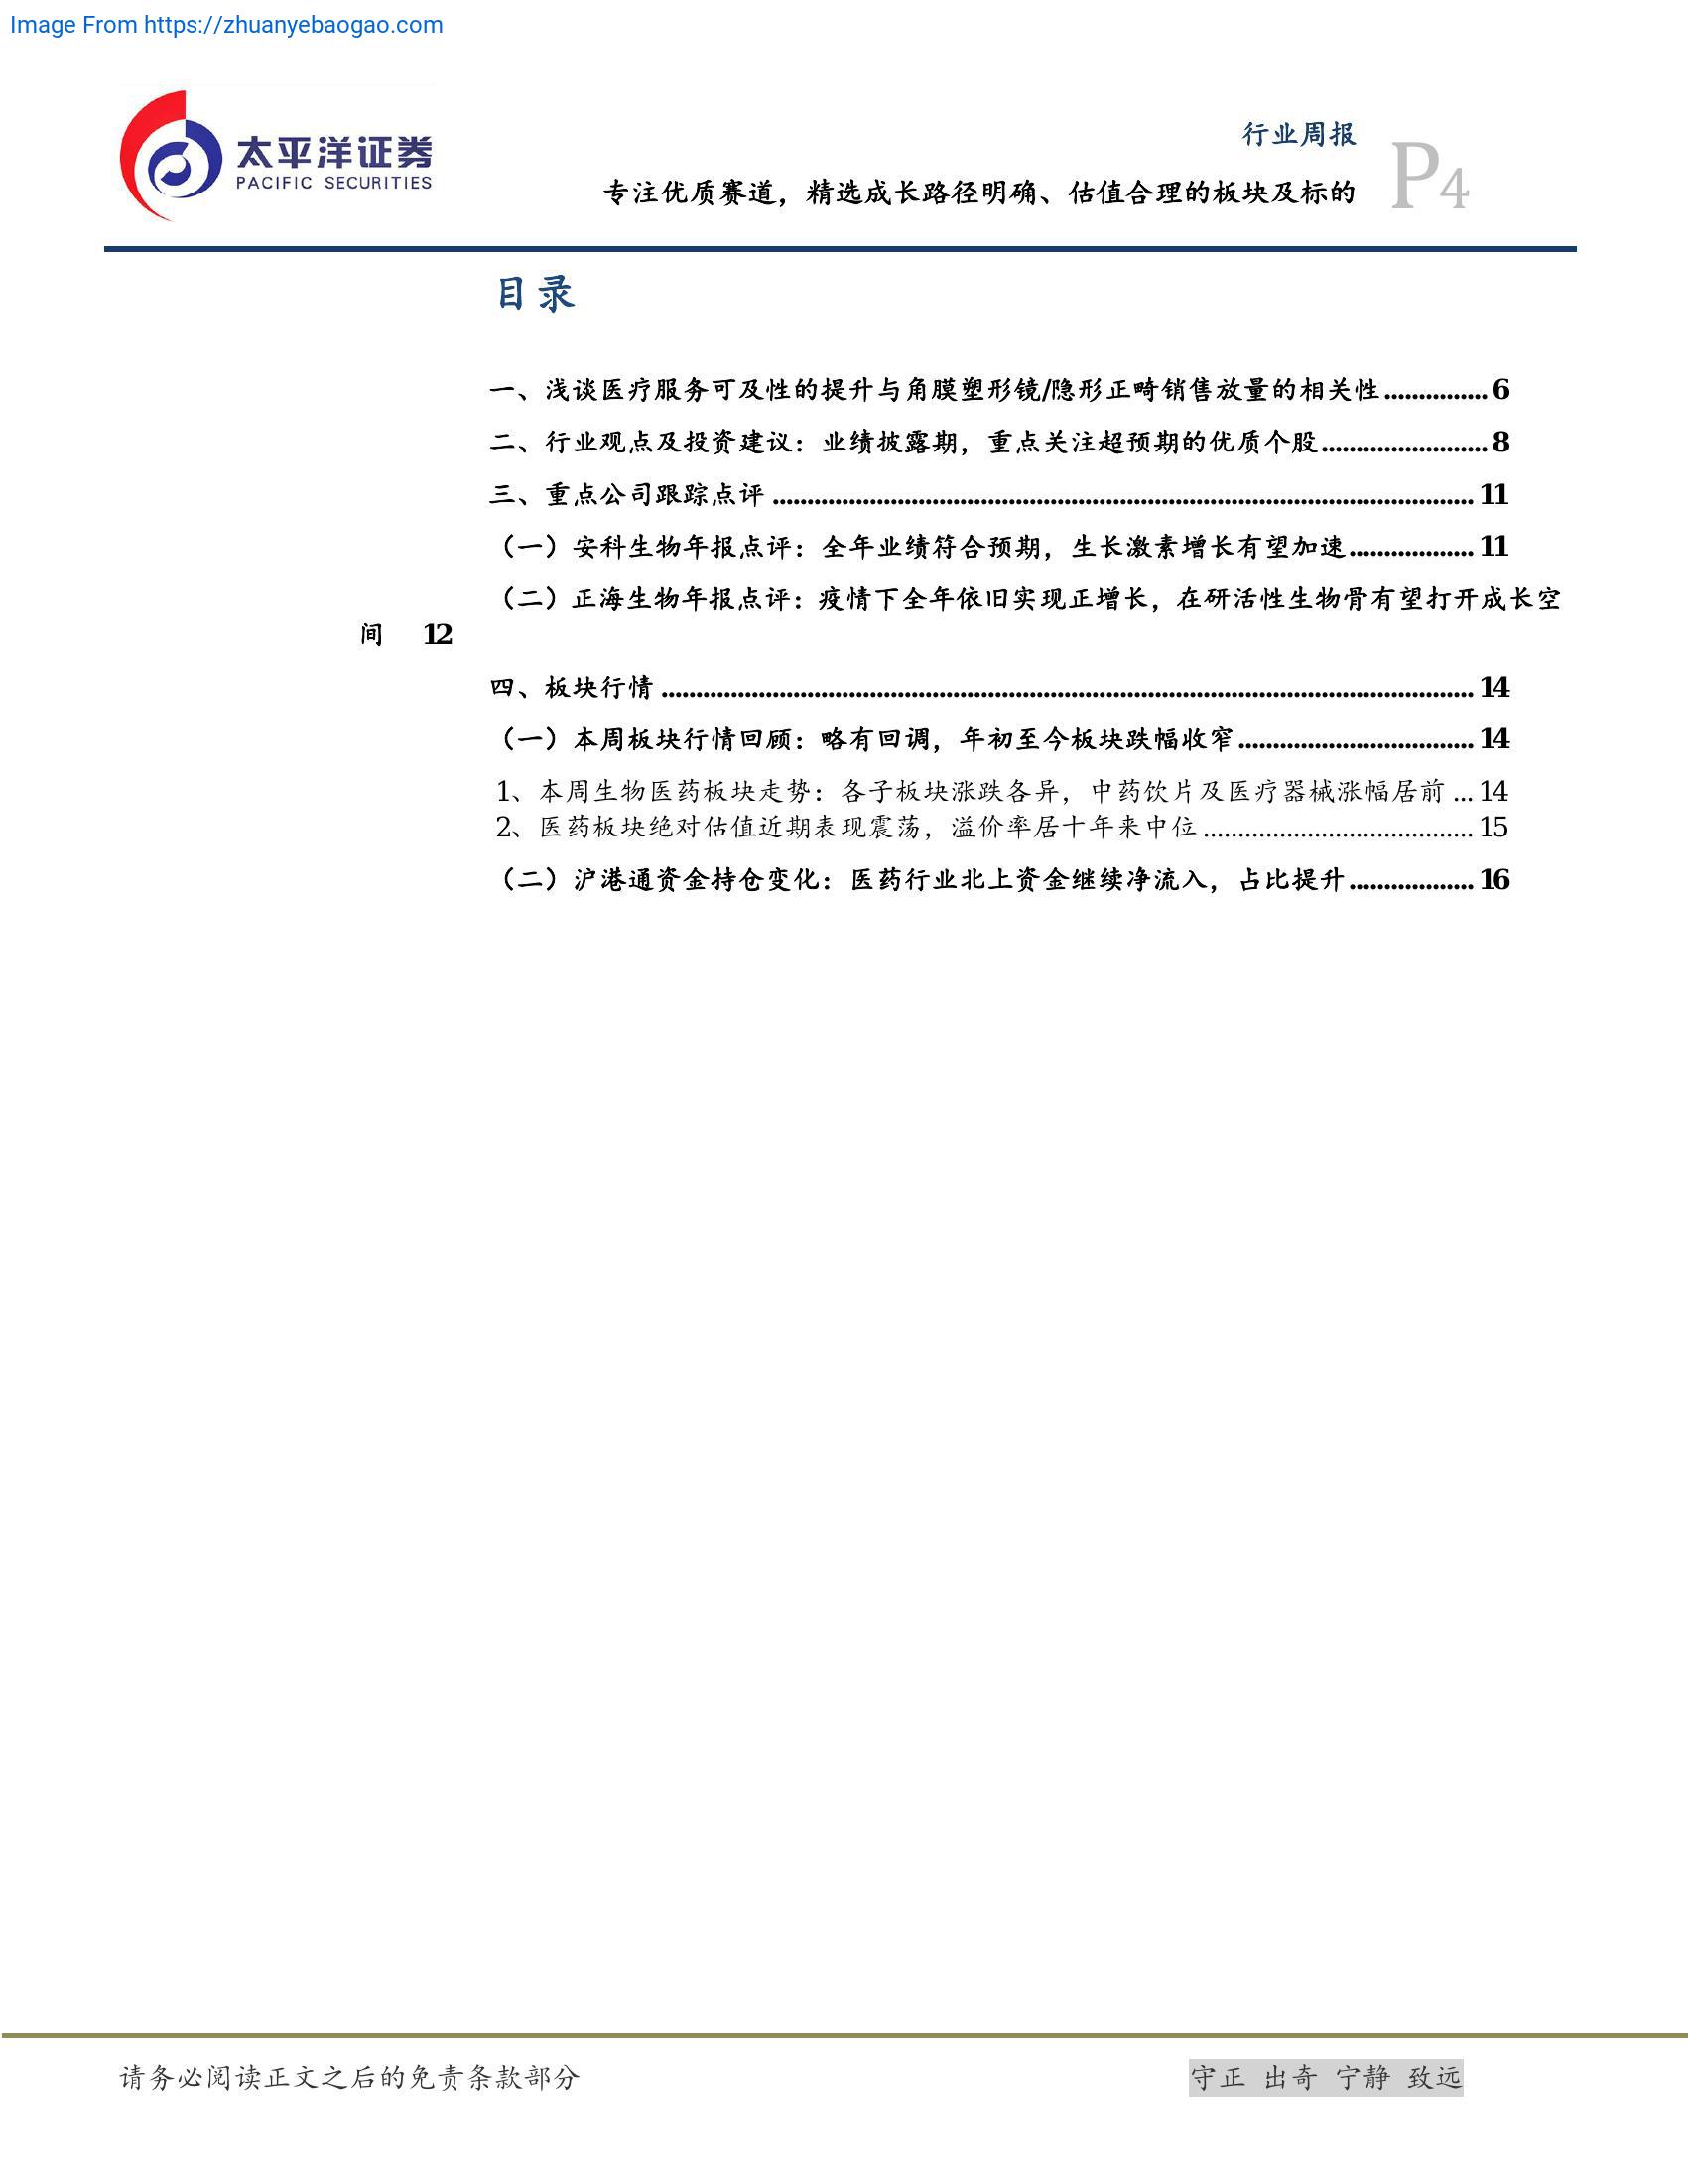 Image From https://zhuanyebaogao.com
太平洋证券
PACIFIC SECURITIES
行业周报
专注优质赛道，精选成长路径明确、估值合理的板块及标的
P4
目录
一、浅谈医疗服务可及性的提升与角膜塑形镜/隐形正畸销售放量的相关性............... 6
二、行业观点及投资建议：业绩披露期，重点关注超预期的优质个股........................ 8
三、重点公司跟踪点评 ..................................................................................................... 11
（一）安科生物年报点评：全年业绩符合预期，生长激素增长有望加速.................. 11
（二）正海生物年报点评：疫情下全年依旧实现正增长，在研活性生物骨有望打开成长空
间 12
四、板块行情 ..................................................................................................................... 14
（一）本周板块行情回顾：略有回调，年初至今板块跌幅收窄.................................. 14
1、本周生物医药板块走势：各子板块涨跌各异，中药饮片及医疗器械涨幅居前 ... 14
2、医药板块绝对估值近期表现震荡，溢价率居十年来中位 ...................................... 15
（二）沪港通资金持仓变化：医药行业北上资金继续净流入，占比提升.................. 16
请务必阅读正文之后的免责条款部分
守正 出奇 宁静 致远